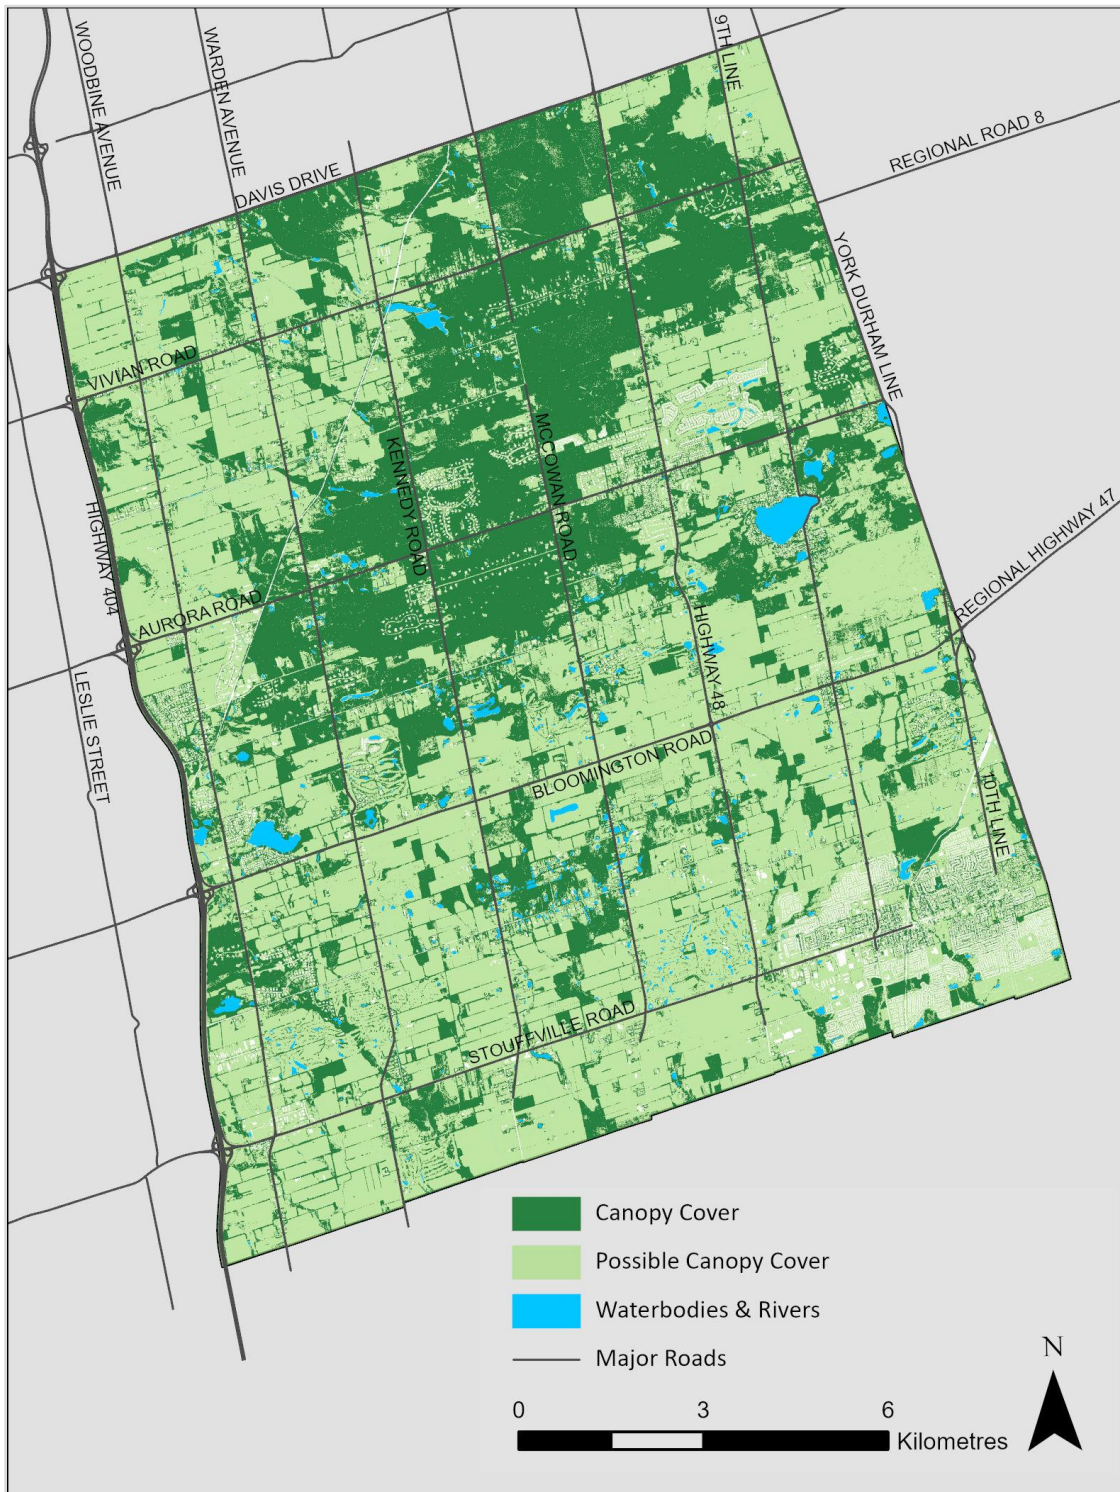 WOODBINE AVENUE
WARDEN AVENUE
9TH LINE
REGIONAL ROAD 8
DAVIS DRIVE
YORK DURHAM LINE
VIVIAN ROAD
KENNEDY ROAD
MCCOWAN ROAD
HIGHWAY 404
REGIONAL HIGHWAY 47
AURORA ROAD
HIGHWAY 48
LESLIE STREET
BLOOMINGTON ROAD
10TH LINE
STOUFFVILLE ROAD
Canopy Cover
Possible Canopy Cover
Waterbodies & Rivers
Major Roads
N
0 3 6
Kilometres